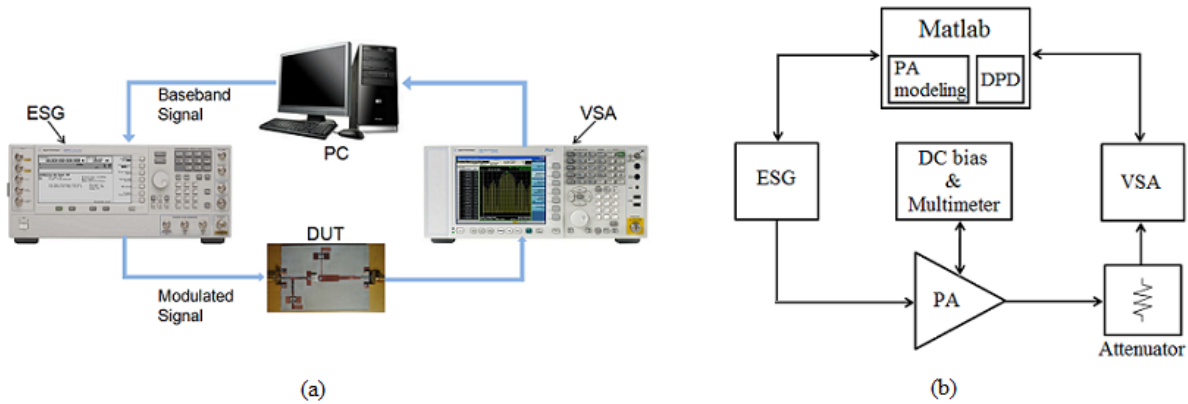 ESG
Baseband
Signal
PC
VSA
DUT
Modulated
Signal
(a)
Matlab
PA
modeling
DPD
ESG
DC bias
&
Multimeter
VSA
PA
Attenuator
(b)